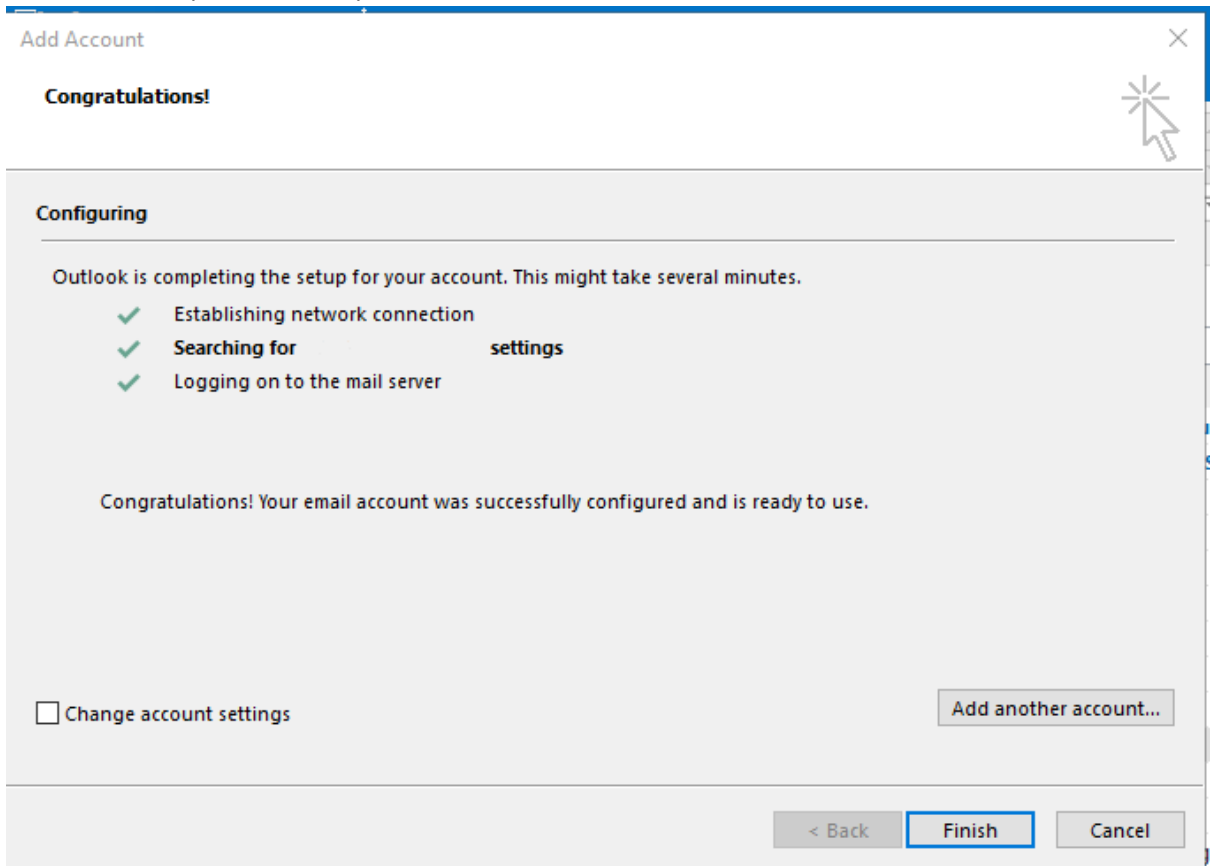 Add Account
Congratulations!
Configuring
Outlook is completing the setup for your account. This might take several minutes.
Establishing network connection
Searching for settings
Logging on to the mail server
Congratulations! Your email account was successfully configured and is ready to use.
Change account settings
Add another account...
< Back
Finish
Cancel